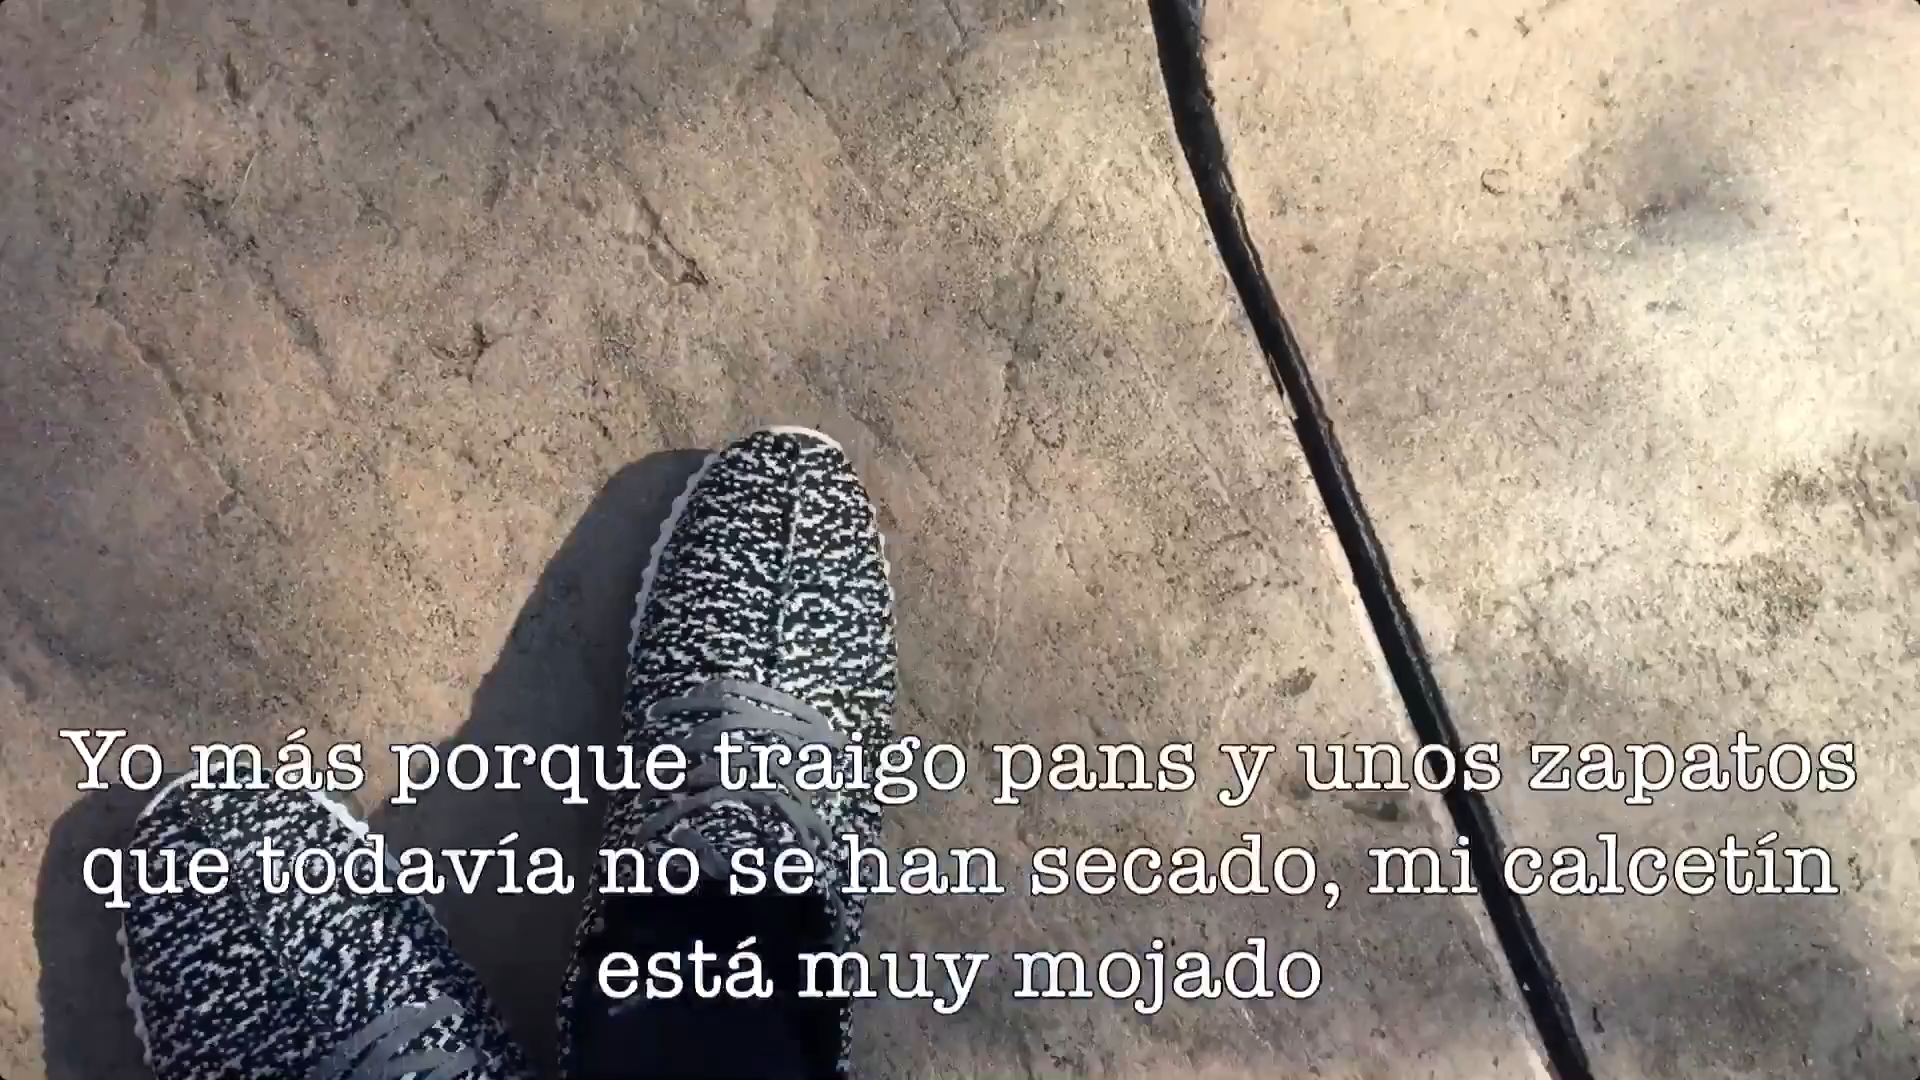 Yo más porque traigo pans y unos zapatos
que todavía no se han secado, mi calcetín
está muy mojado